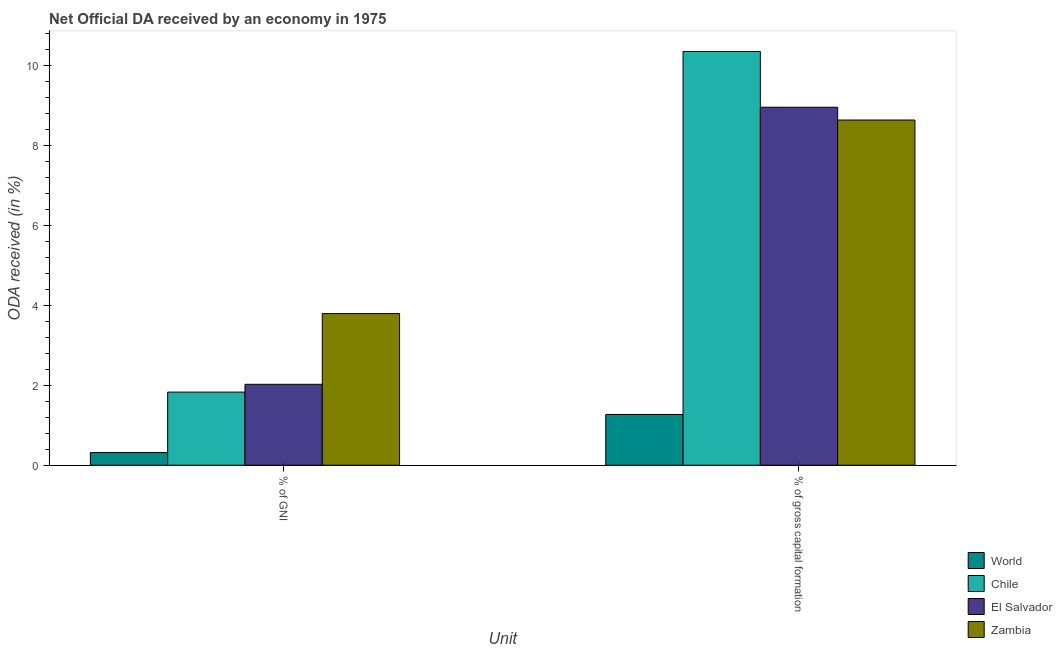 Net Official DA received by an economy in 1975
ODA received (in %)
10
8
6
4
2
0
% of GNI
% of gross capital formation
Unit
World
Chile
El Salvador
Zambia